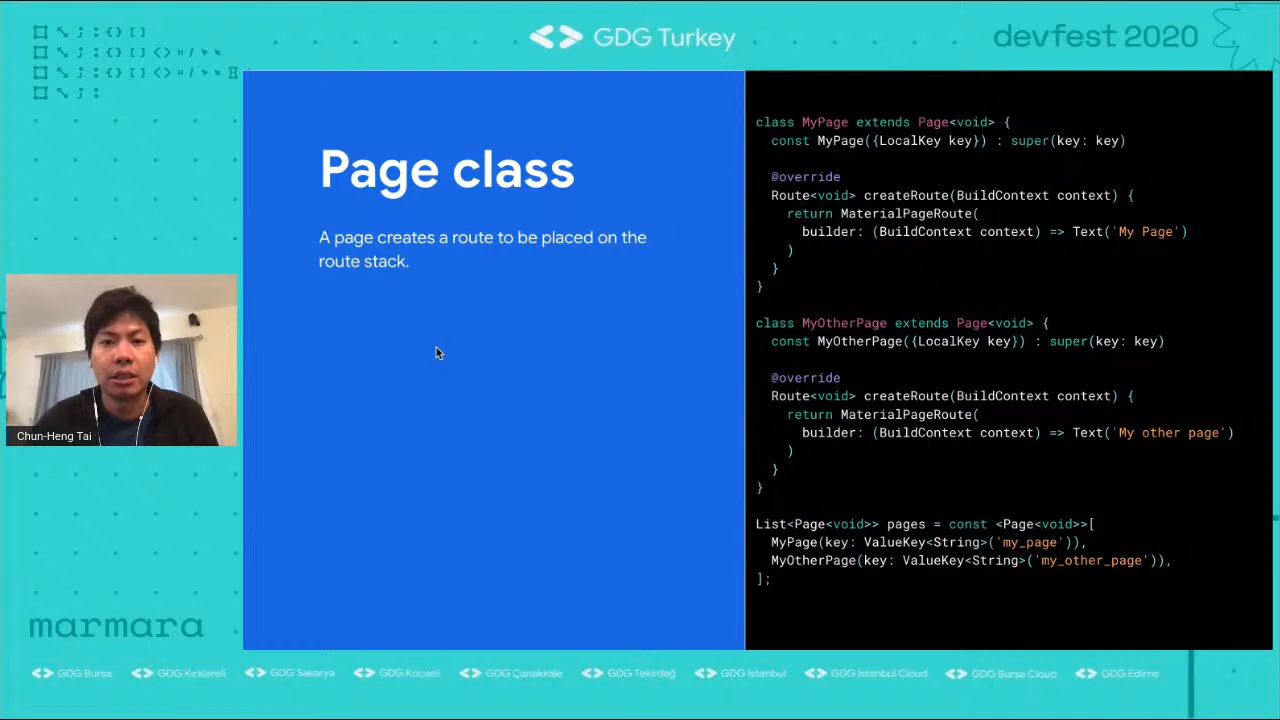 GDG Turkey
devfest 2020
Page class
A page creates a route to be placed on the
route stack.
class MyPage extends Page<void> {
const MyPage({LocalKey key}) : super(key: key)
@override
Route<void> createRoute(BuildContext context) {
return MaterialPageRoute(
builder: (BuildContext context) => Text('My Page')
)
}
}
class MyOtherPage extends Page<void> {
const MyOtherPage({LocalKey key}) : super(key: key)
@override
Route<void> createRoute(BuildContext context) {
return MaterialPageRoute(
builder: (BuildContext context) => Text('My other page')
)
}
}
List<Page<void>> pages = const <Page<void>>[
MyPage(key: ValueKey<String>('my_page')),
MyOtherPage(key: ValueKey<String>('my_other_page')),
];
Chun-Heng Tai
marmara
GDG Bursa GDG Kırklareli GDG Sakarya GDG Kocaeli GDG Çanakkale GDG Tekirdağ GDG İstanbul GDG İstanbul Cloud GDG Bursa Cloud GDG Edirne